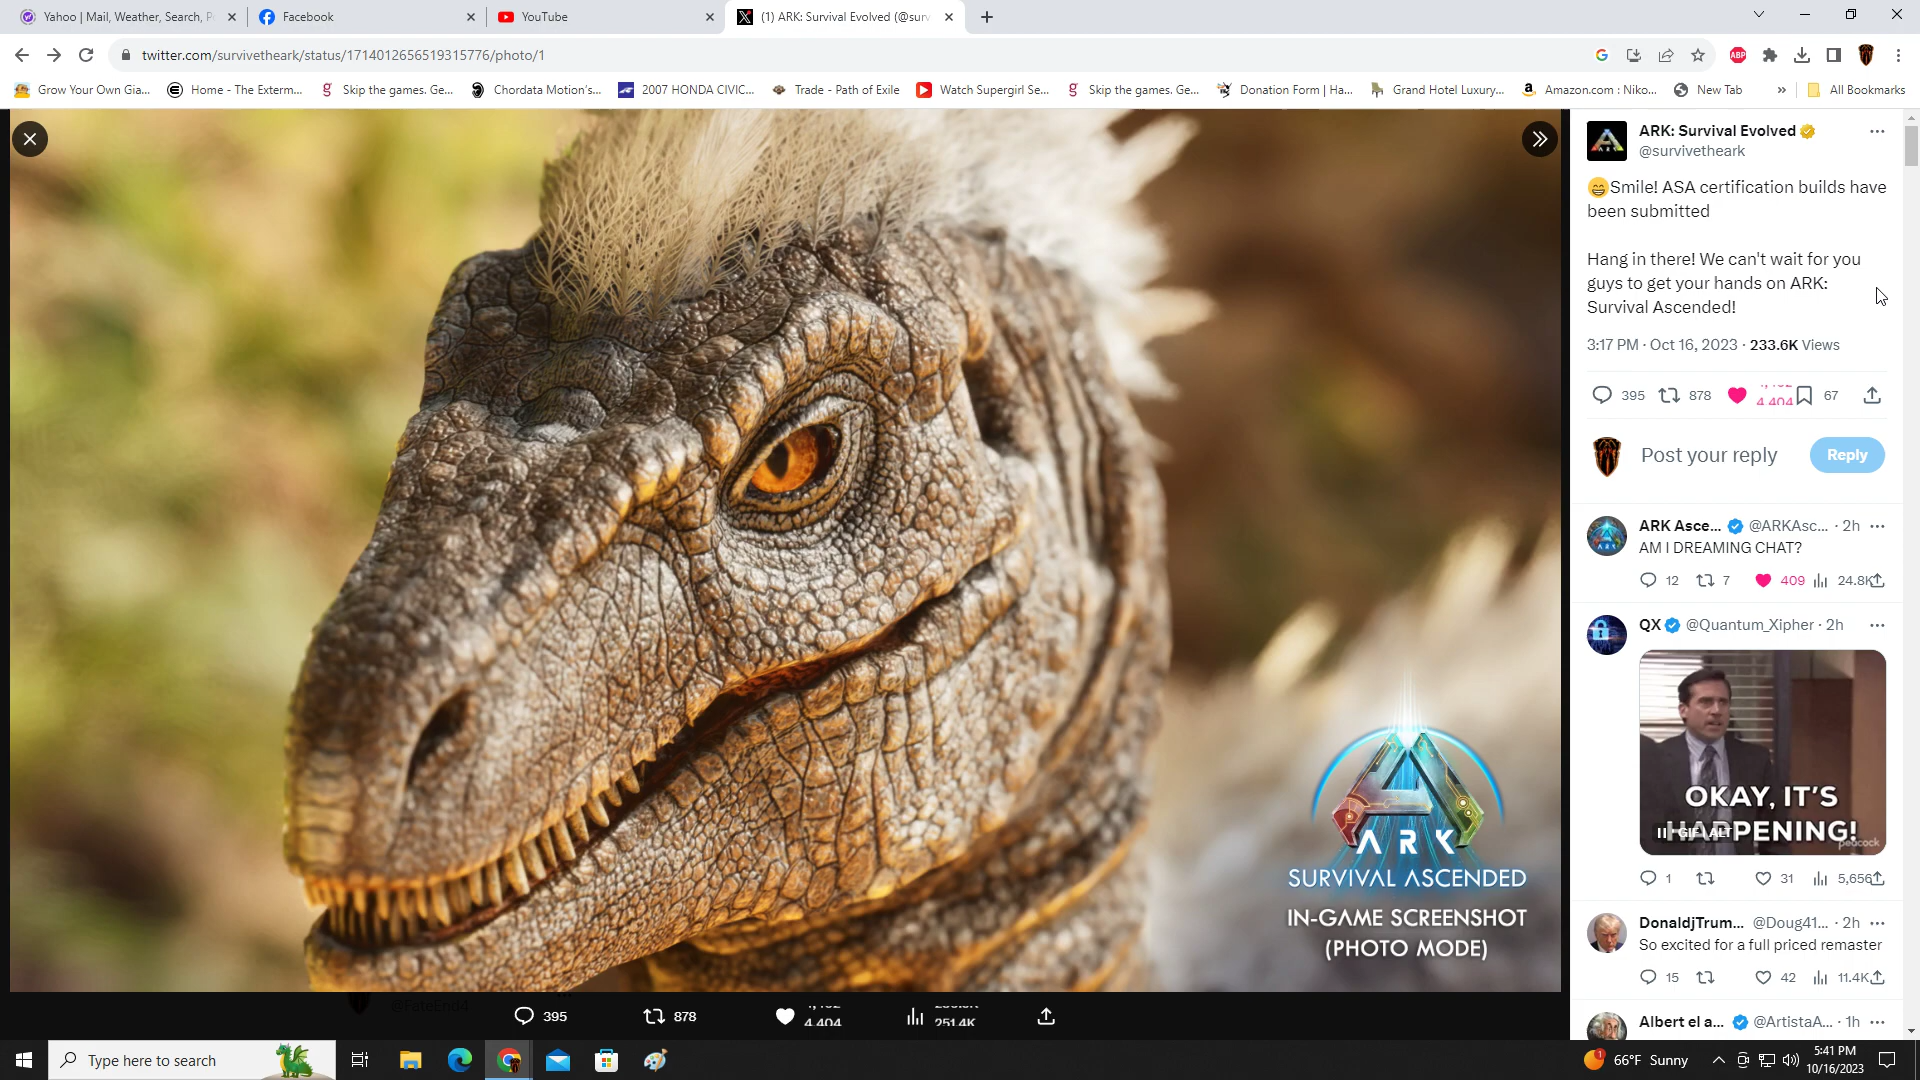 Yahoo | Mail, Weather, Search, P
Facebook
YouTube
(1) ARK: Survival Evolved (@surv
twitter.com/survivetheark/status/1714012656519315776/photo/1
ABP
Grow Your Own Gia...
Home - The Exterm...
Skip the games. Ge...
Chordata Motion's...
2007 HONDA CIVIC...
Trade - Path of Exile
Watch Supergirl Se...
Skip the games. Ge...
Donation Form | Ha...
Grand Hotel Luxury...
Amazon.com : Niko...
New Tab
»
All Bookmarks
ARK
SURVIVAL ASCENDED
IN-GAME SCREENSHOT
(PHOTO MODE)
@FateEnd4
395
878
4,404
251.4K
ARK: Survival Evolved
@survivetheark
😁Smile! ASA certification builds have
been submitted
Hang in there! We can't wait for you
guys to get your hands on ARK:
Survival Ascended!
3:17 PM · Oct 16, 2023 · 233.6K Views
395 878 4,404 67
Post your reply
Reply
ARK Asce... @ARKAsc... · 2h
AM I DREAMING CHAT?
12 7 409 24.8K
QX @Quantum_Xipher · 2h
OKAY, IT'S
HAPPENING!
GIF ALT
peacock
1 31 5,656
DonaldjTrum... @Doug41... · 2h
So excited for a full priced remaster
15 42 11.4K
Albert el a... @ArtistaA... · 1h
Type here to search
1
66°F Sunny
5:41 PM
10/16/2023